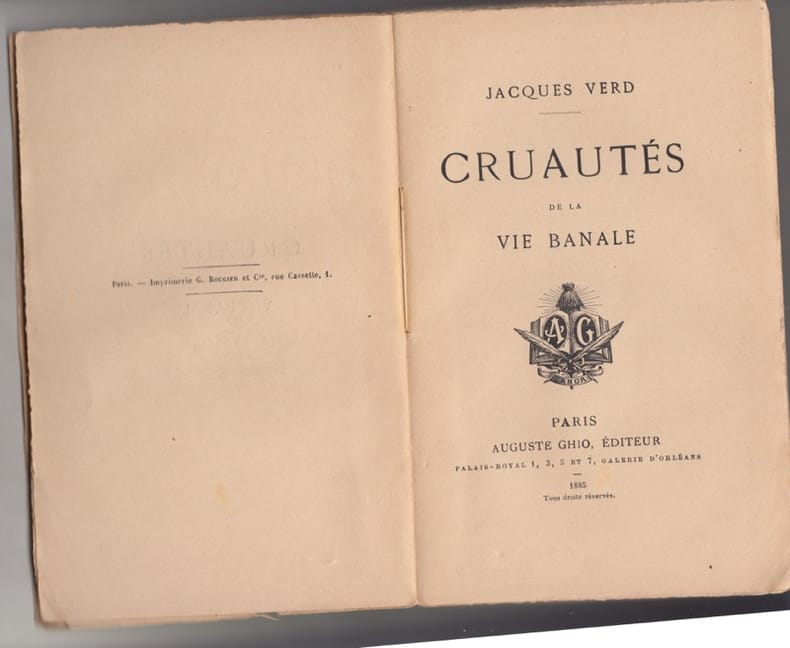 Paris. — Imprimerie G. Rougier et Cie, rue Cassette, 1.
JACQUES VERD
CRUAUTÉS
DE LA
VIE BANALE
A G
LABOR
PARIS
AUGUSTE GHIO, ÉDITEUR
PALAIS-ROYAL 1, 3, 5 ET 7, GALERIE D'ORLÉANS
1885
Tous droits réservés.